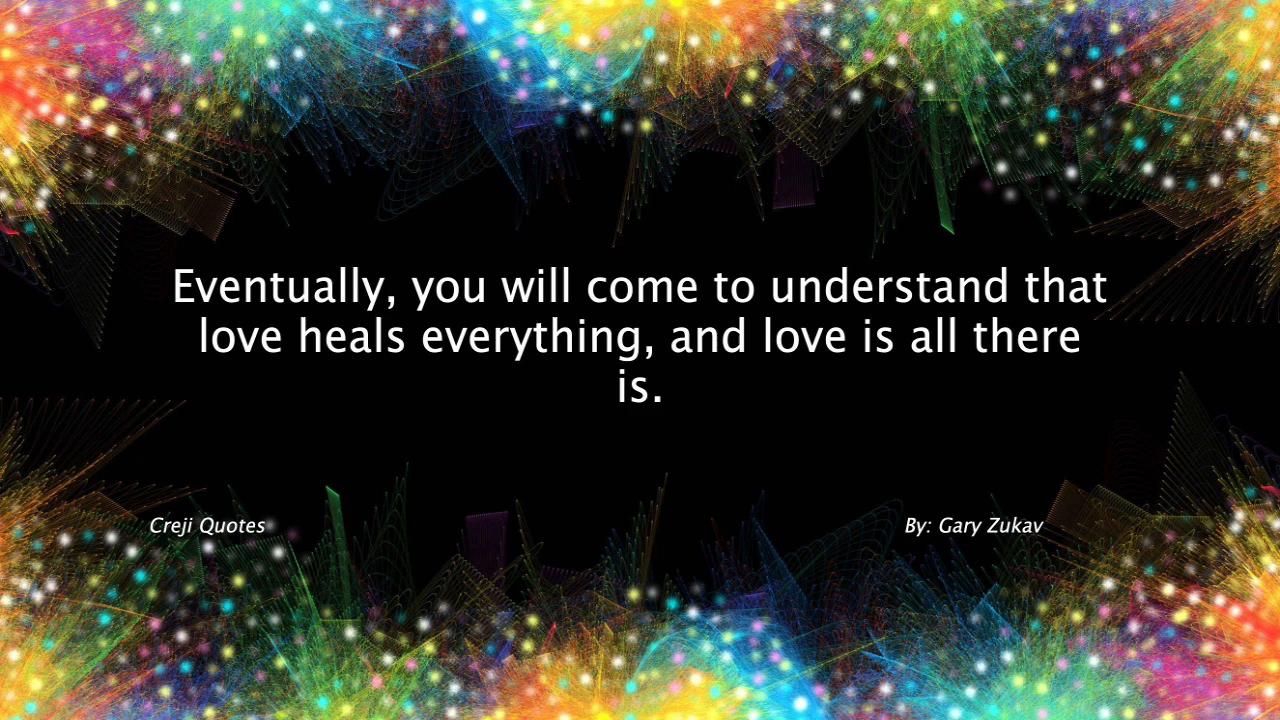 Eventually, you will come to understand that
love heals everything, and love is all there
is.
Creji Quotes
By: Gary Zukav